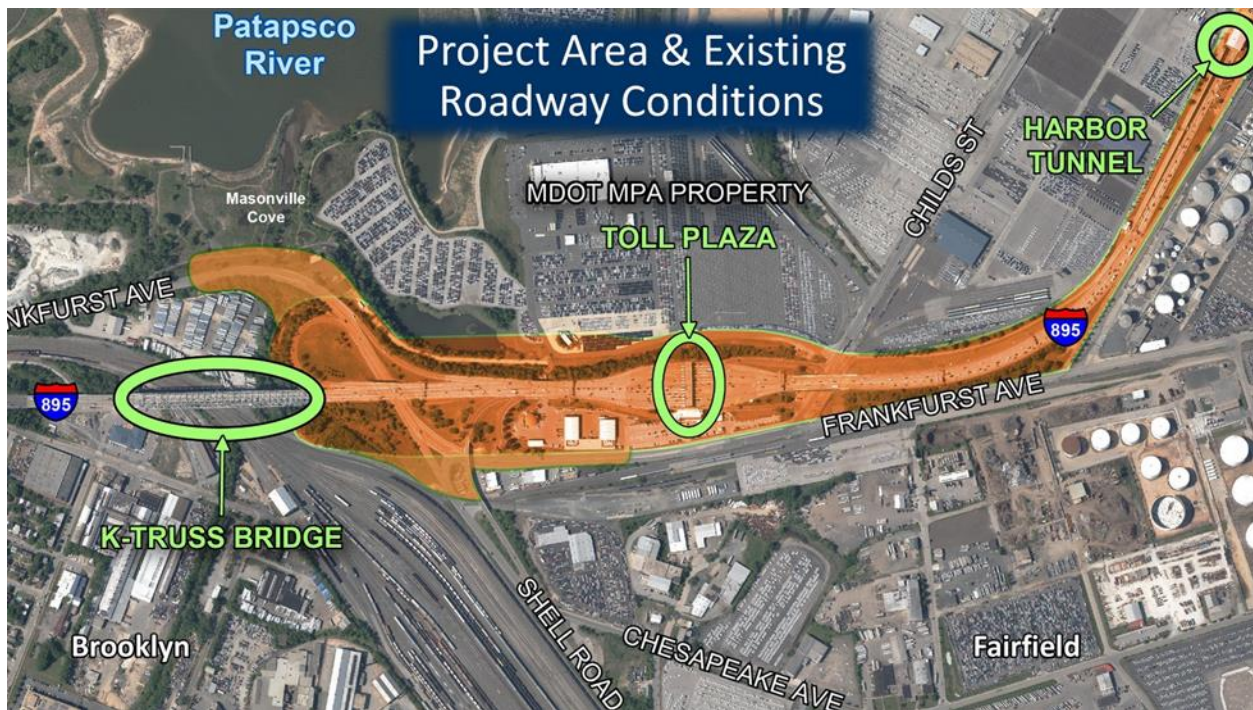 Patapsco
River
Project Area & Existing
Roadway Conditions
HARBOR
TUNNEL
CHILDS ST
Masonville
Cove
MDOT MPA PROPERTY
TOLL PLAZA
NKFURST AVE
895
895
FRANKFURST AVE
K-TRUSS BRIDGE
SHELL ROAD
CHESAPEAKE AVE
Brooklyn
Fairfield